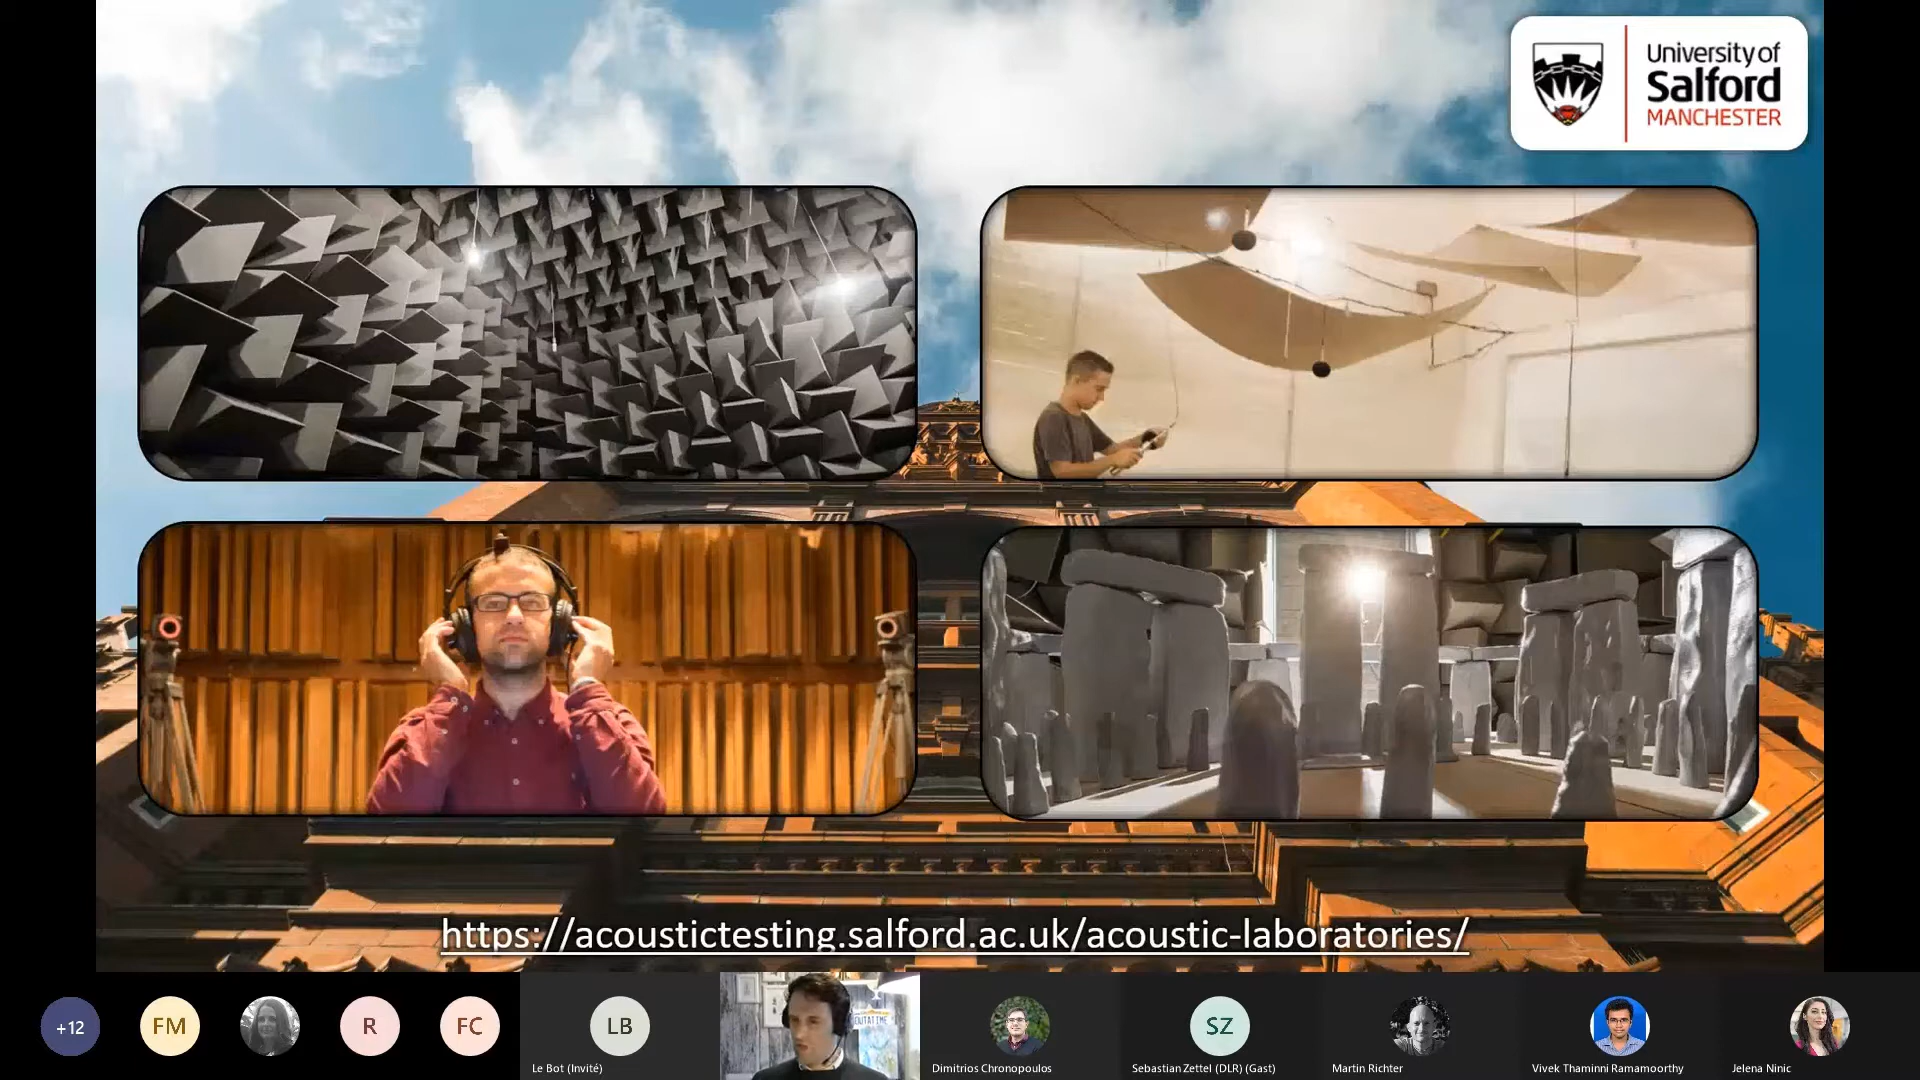 University of
Salford
MANCHESTER
https://acoustictesting.salford.ac.uk/acoustic-laboratories/
+12
FM
R
FC
LB
SZ
Le Bot (Invité)
Dimitrios Chronopoulos
Sebastian Zettel (DLR) (Gast)
Martin Richter
Vivek Thaminni Ramamoorthy
Jelena Ninic
OUTATIME